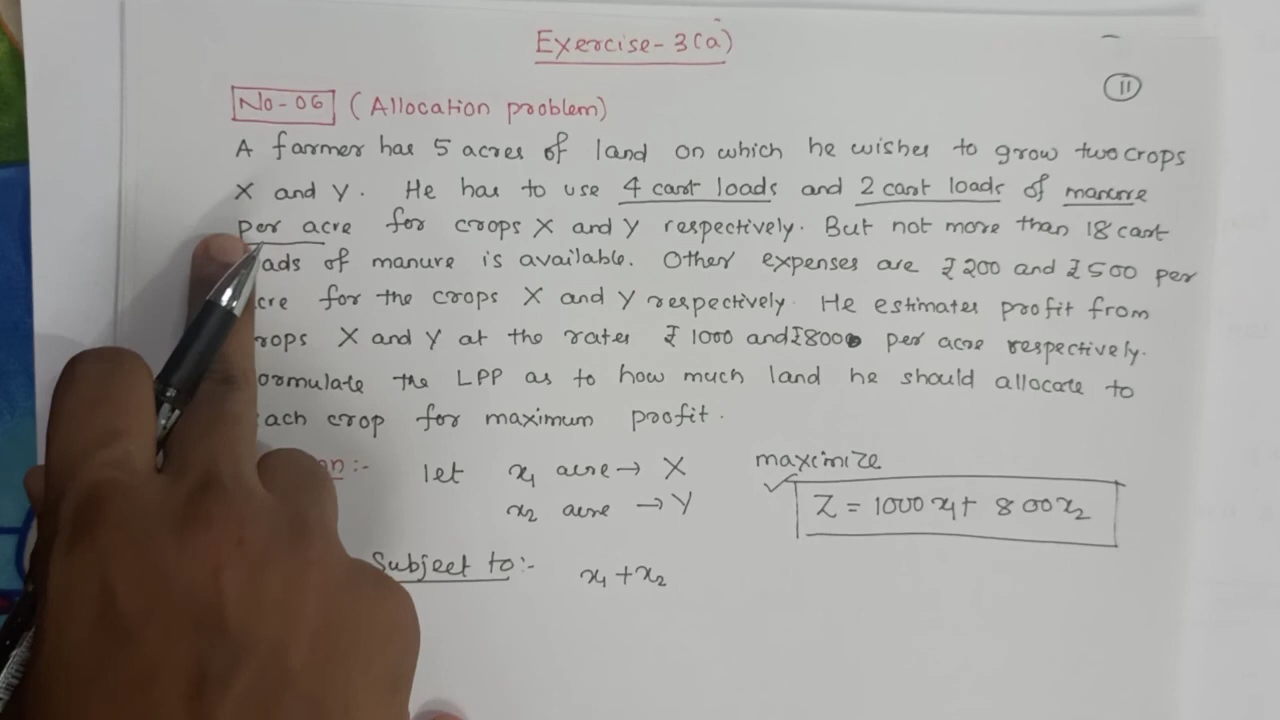 Exercise-3(a)
11
No-06 (Allocation problem)
A farmer has 5 acres of land on which he wishes to grow two crops
X and Y. He has to use 4 cart loads and 2 cart loads of manure
per acre for crops X and Y respectively. But not more than 18 cart
ads of manure is available. Other expenses are ₹200 and ₹500 per
cre for the crops X and Y respectively. He estimates profit from
rops X and Y at the rates ₹1000 and ₹800 per acre respectively.
ormulate the LPP as to how much land he should allocate to
ach crop for maximum profit.
on:- let x₁ acre → X maximize
x₂ acre → Y Z = 1000x₁ + 800x₂
Subject to:- x₁ + x₂